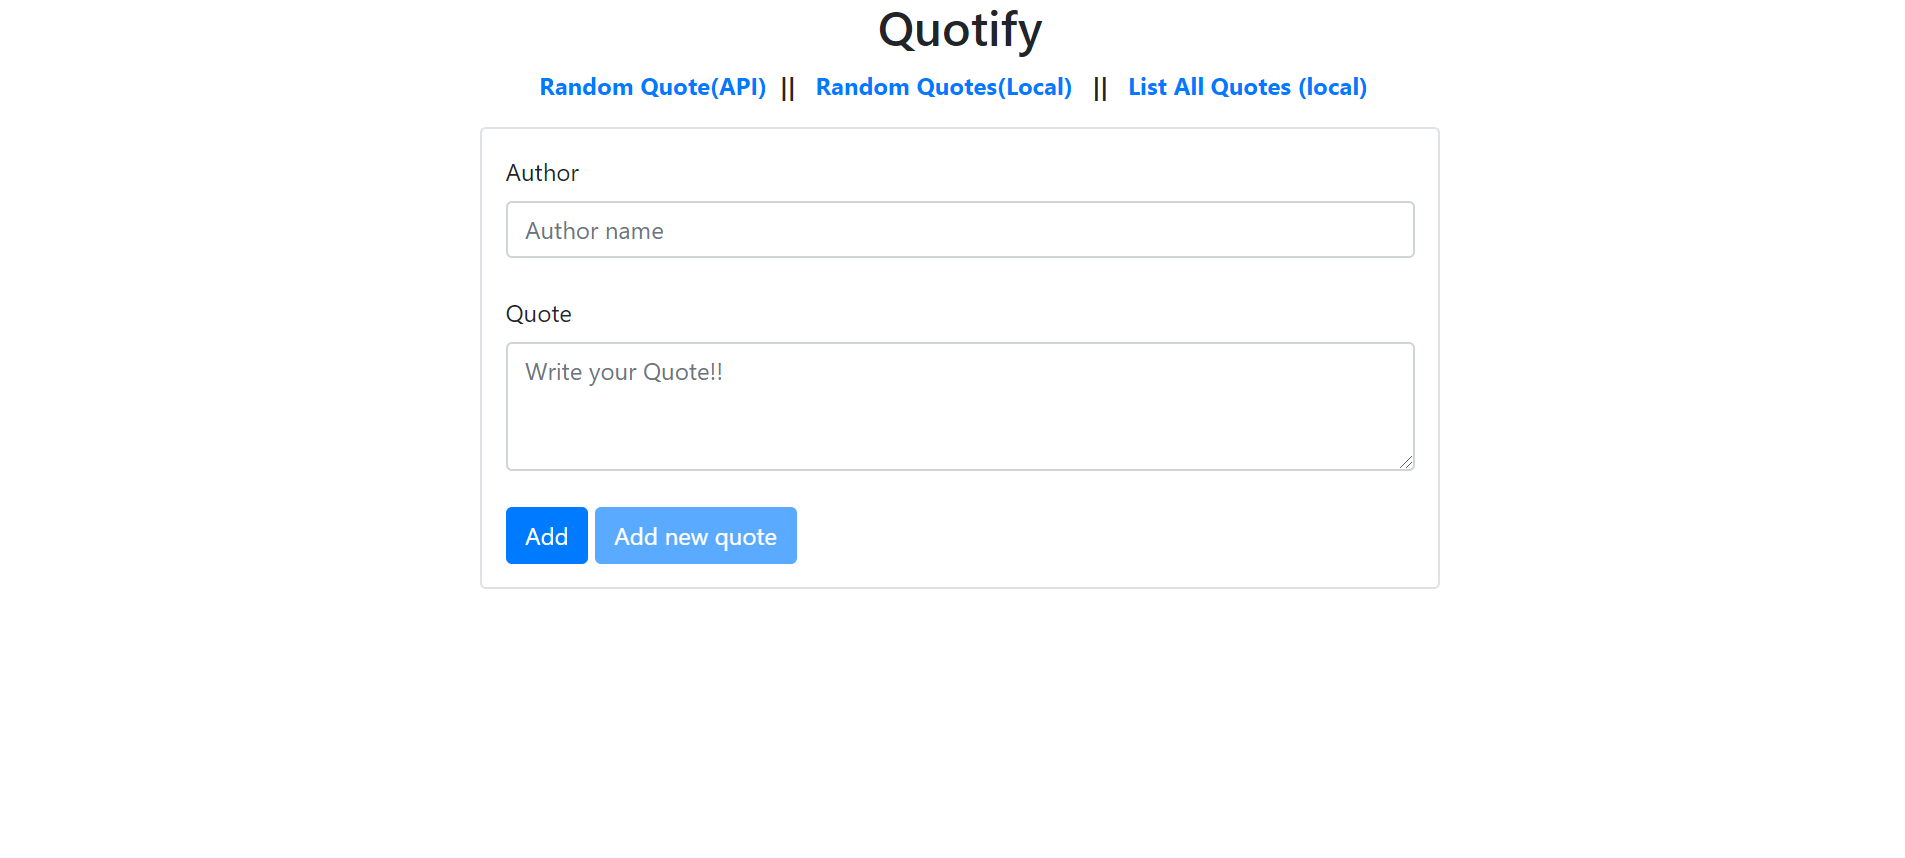 Quotify
Random Quote(API) || Random Quotes(Local) || List All Quotes (local)
Author
Author name
Quote
Write your Quote!!
Add Add new quote